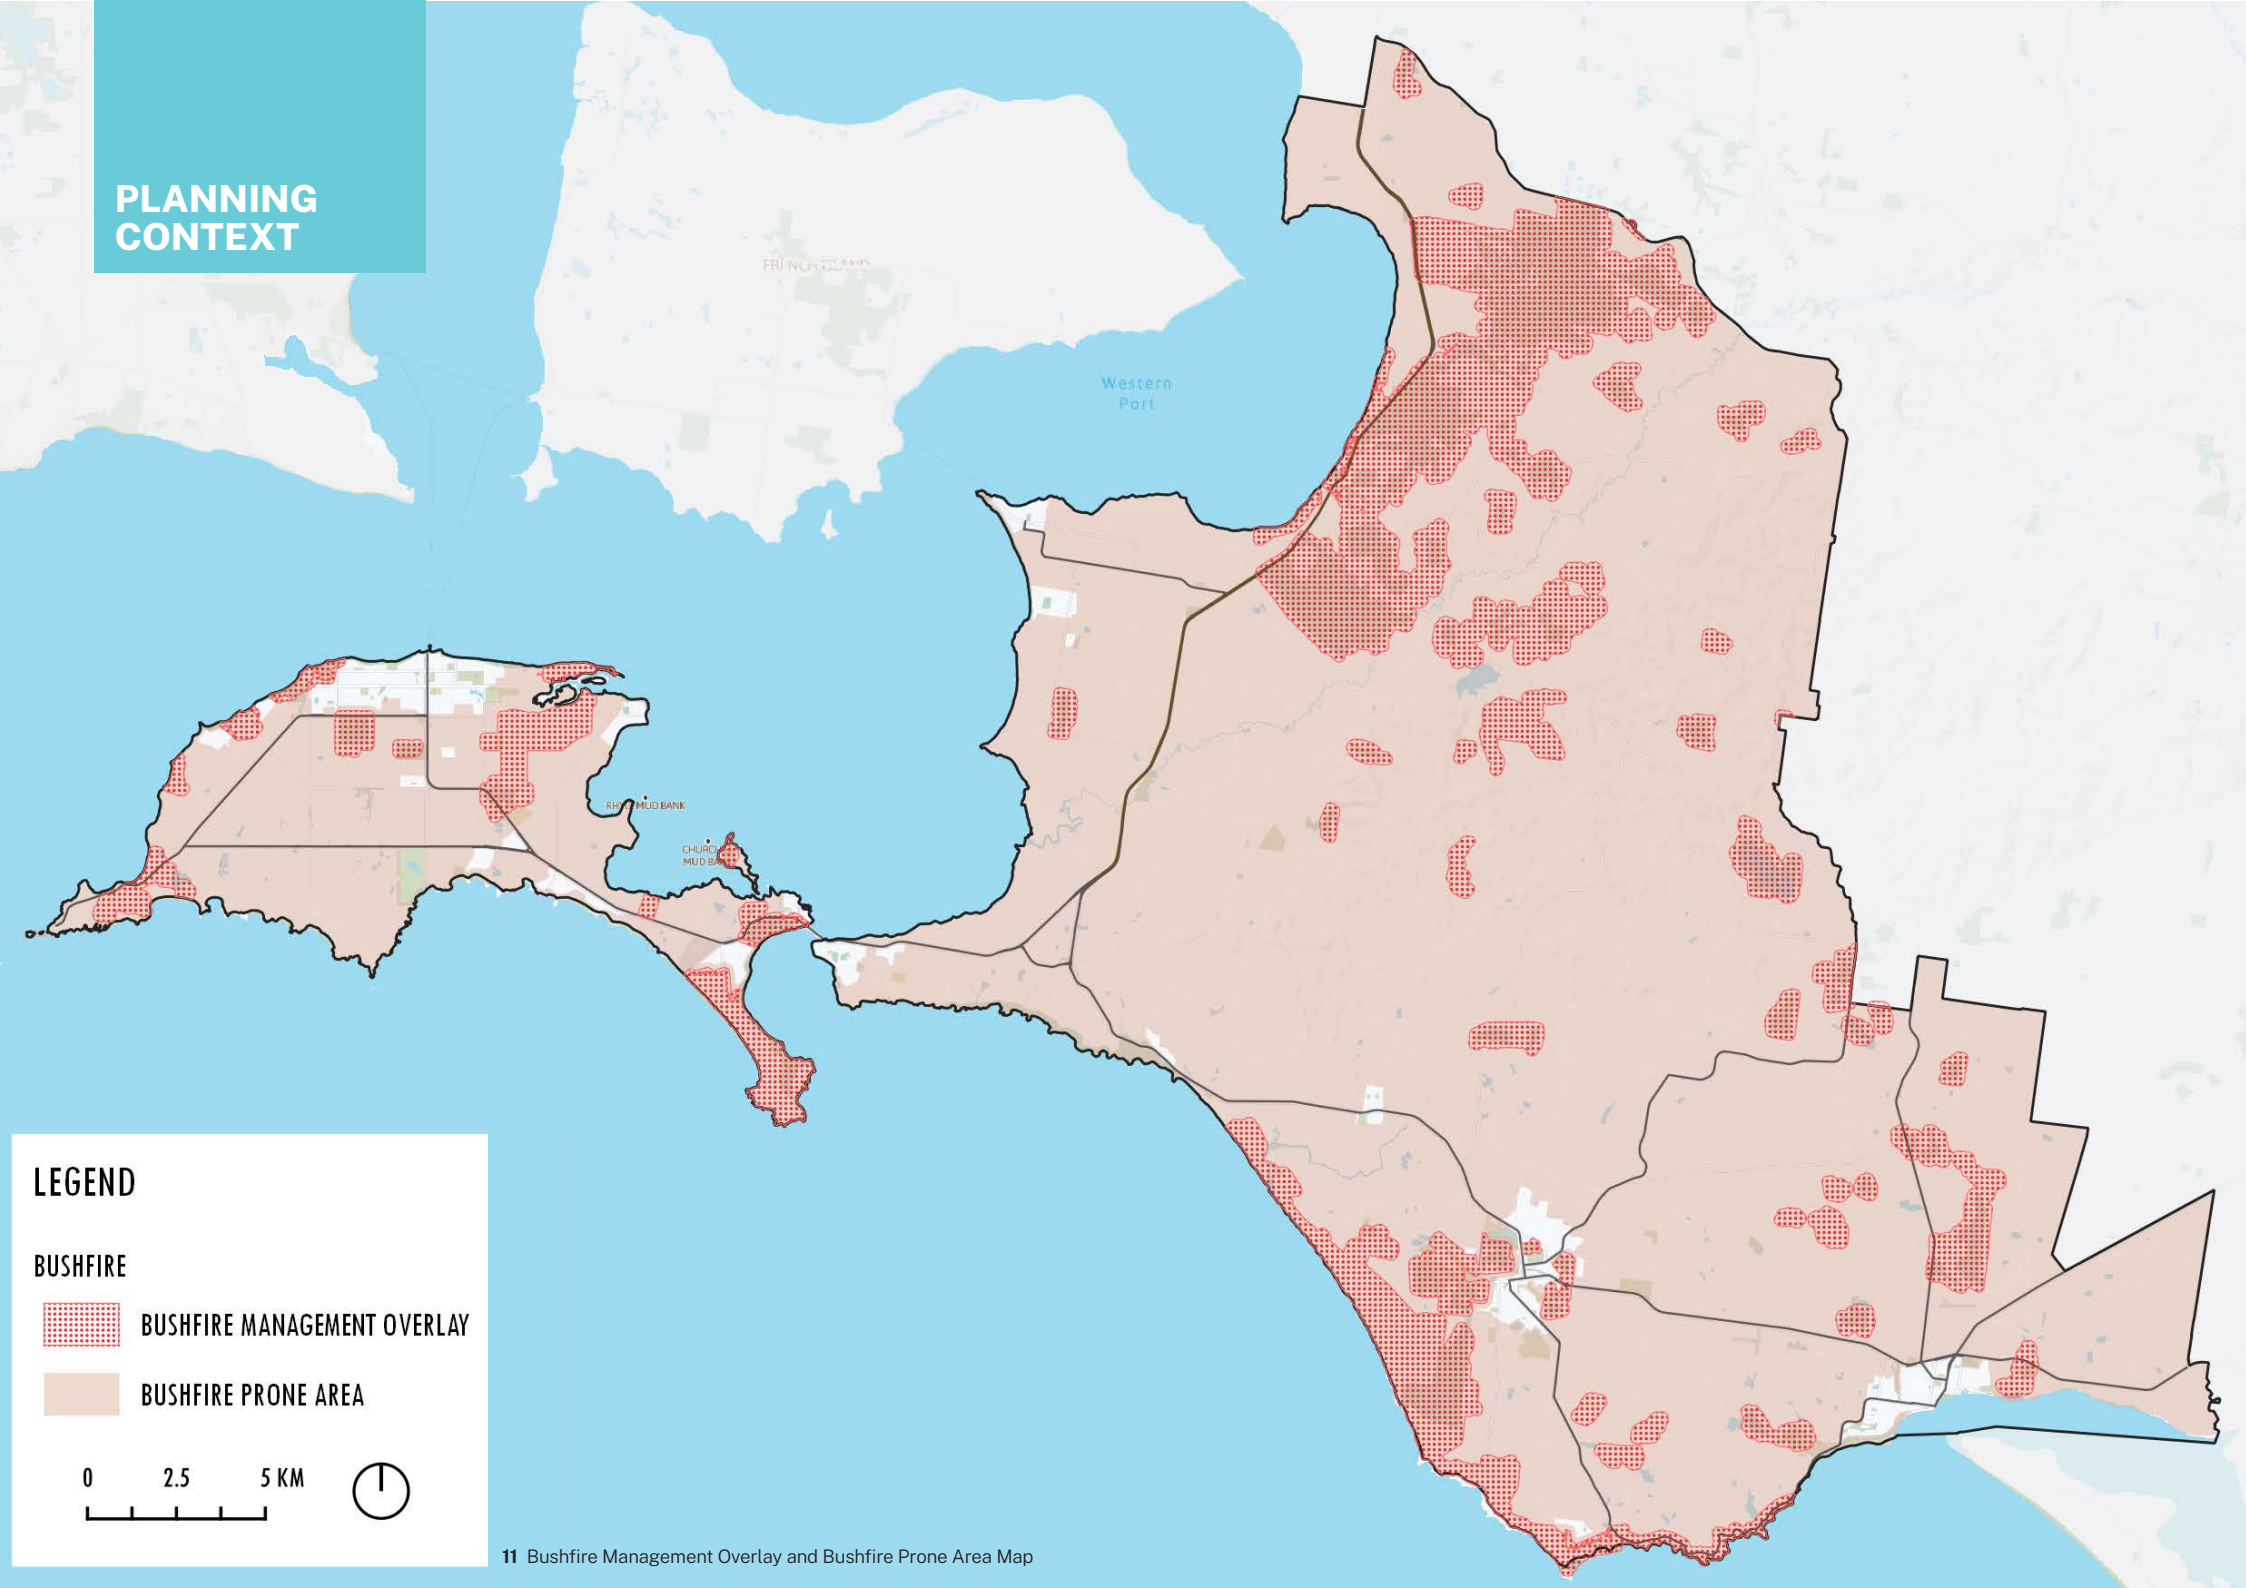 PLANNING
CONTEXT
Western
Port
MUD BANK
MUD
LEGEND
BUSHFIRE
BUSHFIRE MANAGEMENT OVERLAY
BUSHFIRE PRONE AREA
0 2.5 5 KM
11 Bushfire Management Overlay and Bushfire Prone Area Map